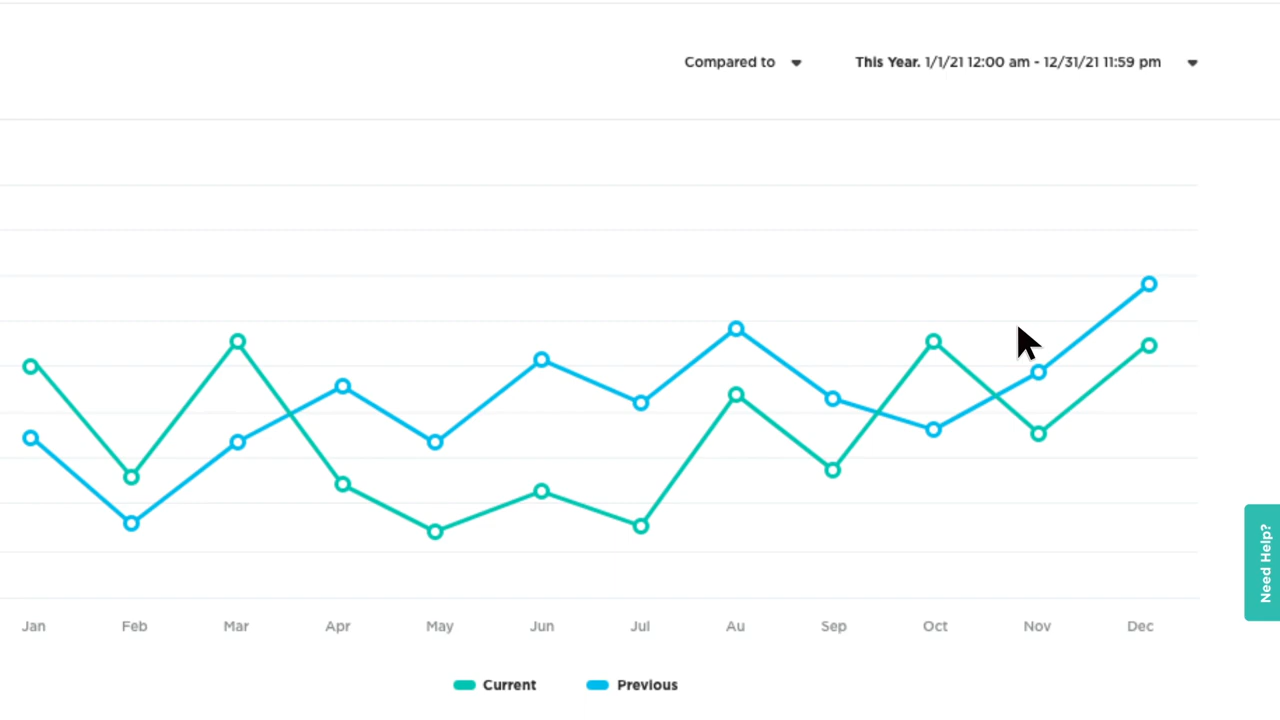 Compared to
This Year. 1/1/21 12:00 am - 12/31/21 11:59 pm
Need Help?
Jan Feb Mar Apr May Jun Jul Au Sep Oct Nov Dec
Current Previous